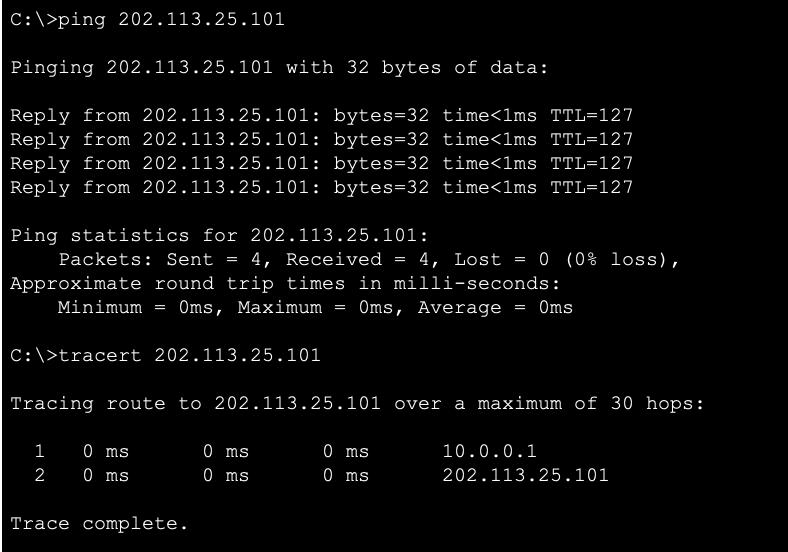 C:\>ping 202.113.25.101
Pinging 202.113.25.101 with 32 bytes of data:
Reply from 202.113.25.101: bytes=32 time<1ms TTL=127
Reply from 202.113.25.101: bytes=32 time<1ms TTL=127
Reply from 202.113.25.101: bytes=32 time<1ms TTL=127
Reply from 202.113.25.101: bytes=32 time<1ms TTL=127
Ping statistics for 202.113.25.101:
    Packets: Sent = 4, Received = 4, Lost = 0 (0% loss),
Approximate round trip times in milli-seconds:
    Minimum = 0ms, Maximum = 0ms, Average = 0ms
C:\>tracert 202.113.25.101
Tracing route to 202.113.25.101 over a maximum of 30 hops:
  1   0 ms      0 ms      0 ms      10.0.0.1
  2   0 ms      0 ms      0 ms      202.113.25.101
Trace complete.